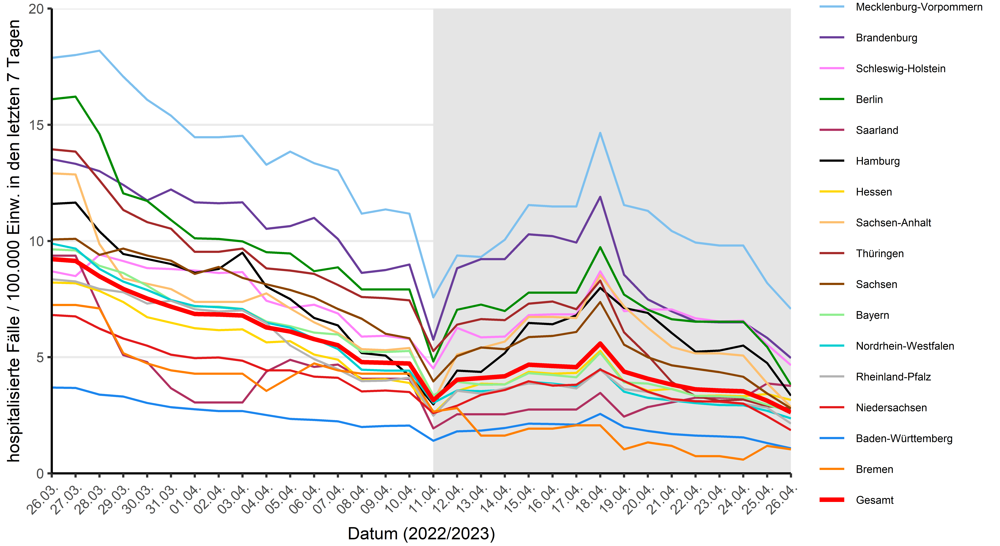 hospitalisierte Fälle / 100.000 Einw. in den letzten 7 Tagen
20
15
10
5
0
26.03.
27.03.
28.03.
29.03.
30.03.
31.03.
01.04.
02.04.
03.04.
04.04.
05.04.
06.04.
07.04.
08.04.
09.04.
10.04.
11.04.
12.04.
13.04.
14.04.
15.04.
16.04.
17.04.
18.04.
19.04.
20.04.
21.04.
22.04.
23.04.
24.04.
25.04.
26.04.
Datum (2022/2023)
Mecklenburg-Vorpommern
Brandenburg
Schleswig-Holstein
Berlin
Saarland
Hamburg
Hessen
Sachsen-Anhalt
Thüringen
Sachsen
Bayern
Nordrhein-Westfalen
Rheinland-Pfalz
Niedersachsen
Baden-Württemberg
Bremen
Gesamt